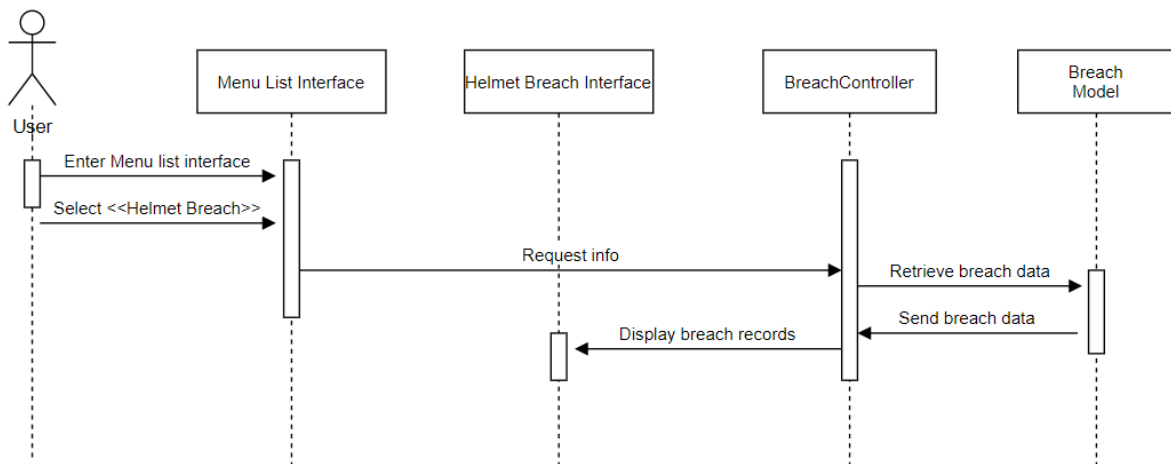 User
Menu List Interface
Helmet Breach Interface
BreachController
Breach
Model
Enter Menu list interface
Select <<Helmet Breach>>
Request info
Retrieve breach data
Send breach data
Display breach records